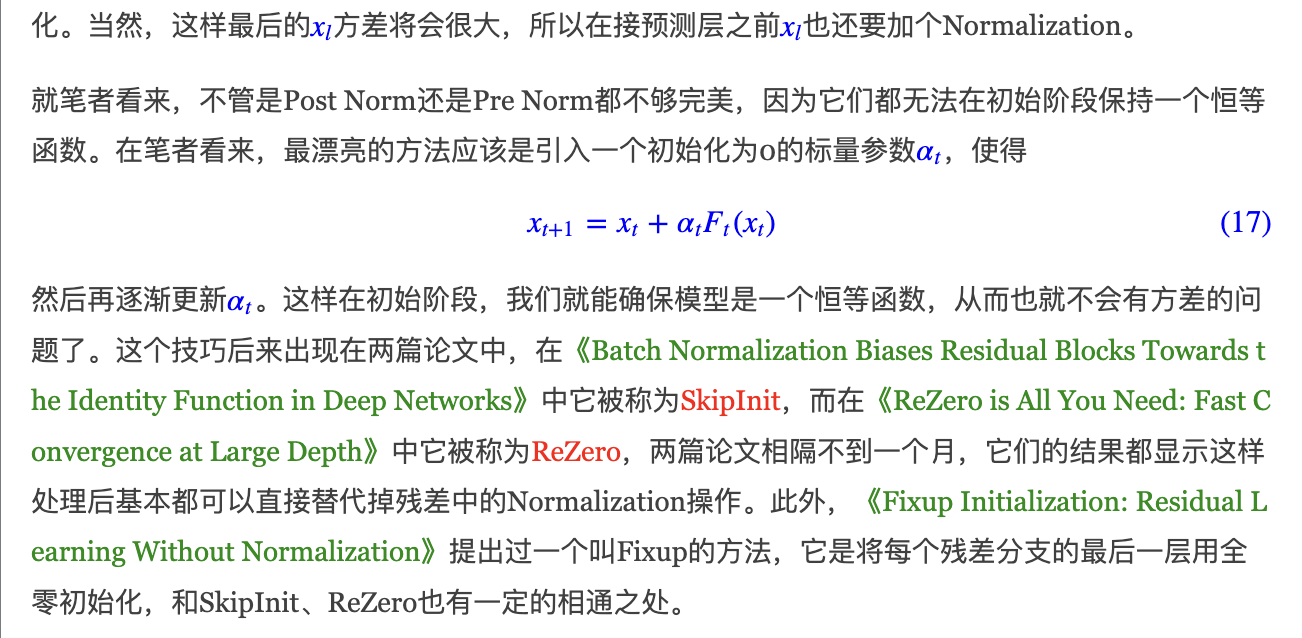 化。当然，这样最后的xl方差将会很大，所以在接预测层之前xl也还要加个Normalization。
就笔者看来，不管是Post Norm还是Pre Norm都不够完美，因为它们都无法在初始阶段保持一个恒等
函数。在笔者看来，最漂亮的方法应该是引入一个初始化为0的标量参数αt，使得
xt+1 = xt + αtFt(xt) (17)
然后再逐渐更新αt。这样在初始阶段，我们就能确保模型是一个恒等函数，从而也就不会有方差的问
题了。这个技巧后来出现在两篇论文中，在《Batch Normalization Biases Residual Blocks Towards t
he Identity Function in Deep Networks》中它被称为SkipInit，而在《ReZero is All You Need: Fast C
onvergence at Large Depth》中它被称为ReZero，两篇论文相隔不到一个月，它们的结果都显示这样
处理后基本都可以直接替代掉残差中的Normalization操作。此外，《Fixup Initialization: Residual L
earning Without Normalization》提出过一个叫Fixup的方法，它是将每个残差分支的最后一层用全
零初始化，和SkipInit、ReZero也有一定的相通之处。